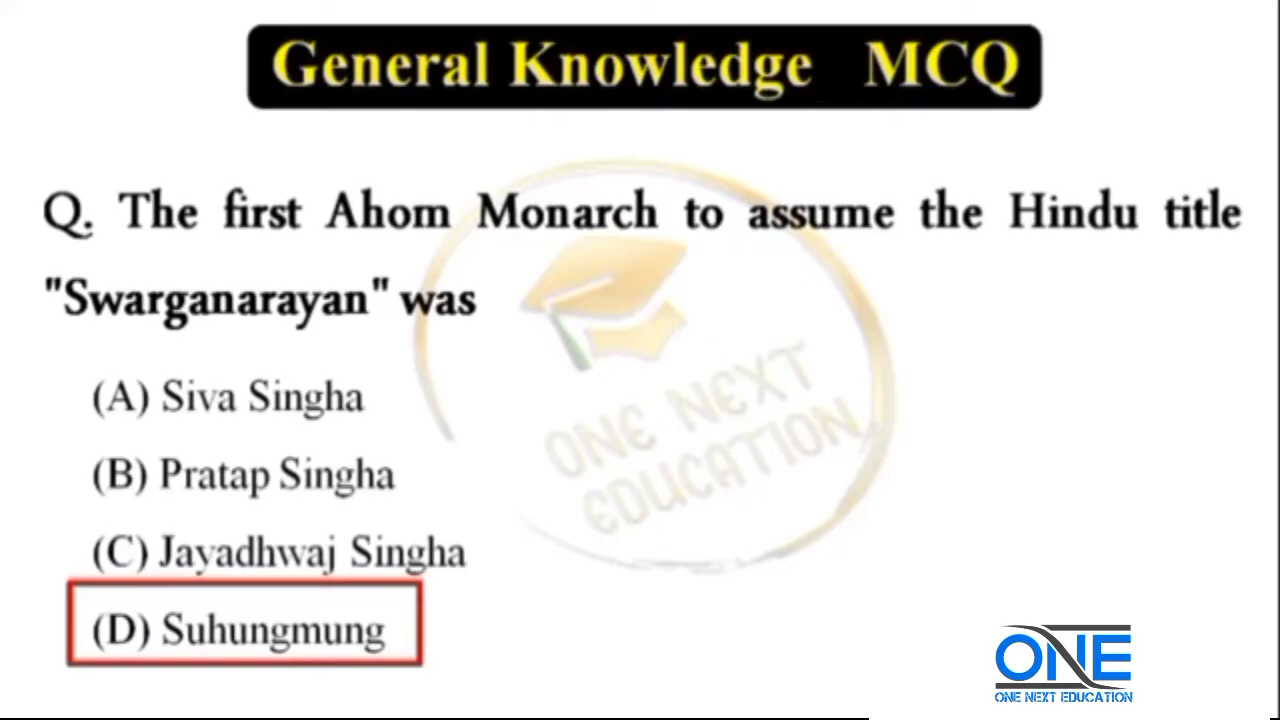 General Knowledge MCQ
Q. The first Ahom Monarch to assume the Hindu title
"Swarganarayan" was
(A) Siva Singha
(B) Pratap Singha
(C) Jayadhwaj Singha
(D) Suhungmung
ONE NEXT
EDUCATION
ONE
ONE NEXT EDUCATION